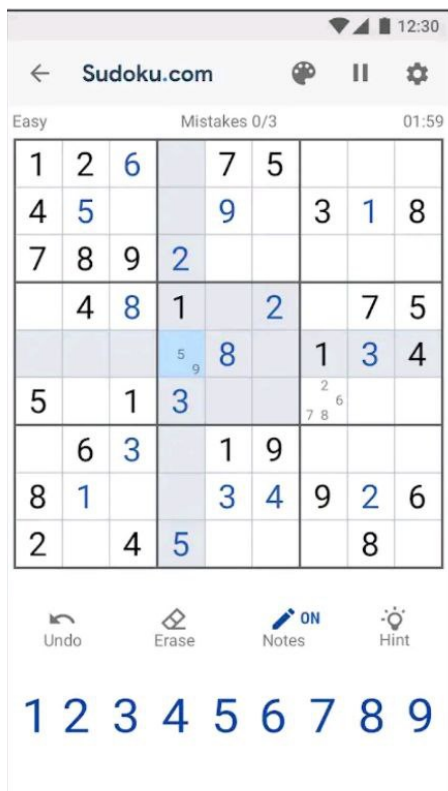 12:30
Sudoku.com
Easy Mistakes 0/3 01:59
1 2 6 7 5
4 5 9 3 1 8
7 8 9 2
4 8 1 2 7 5
5 9 8 1 3 4
5 1 3 2 6 7 8
6 3 1 9
8 1 3 4 9 2 6
2 4 5 8
ON
Undo Erase Notes Hint
1 2 3 4 5 6 7 8 9